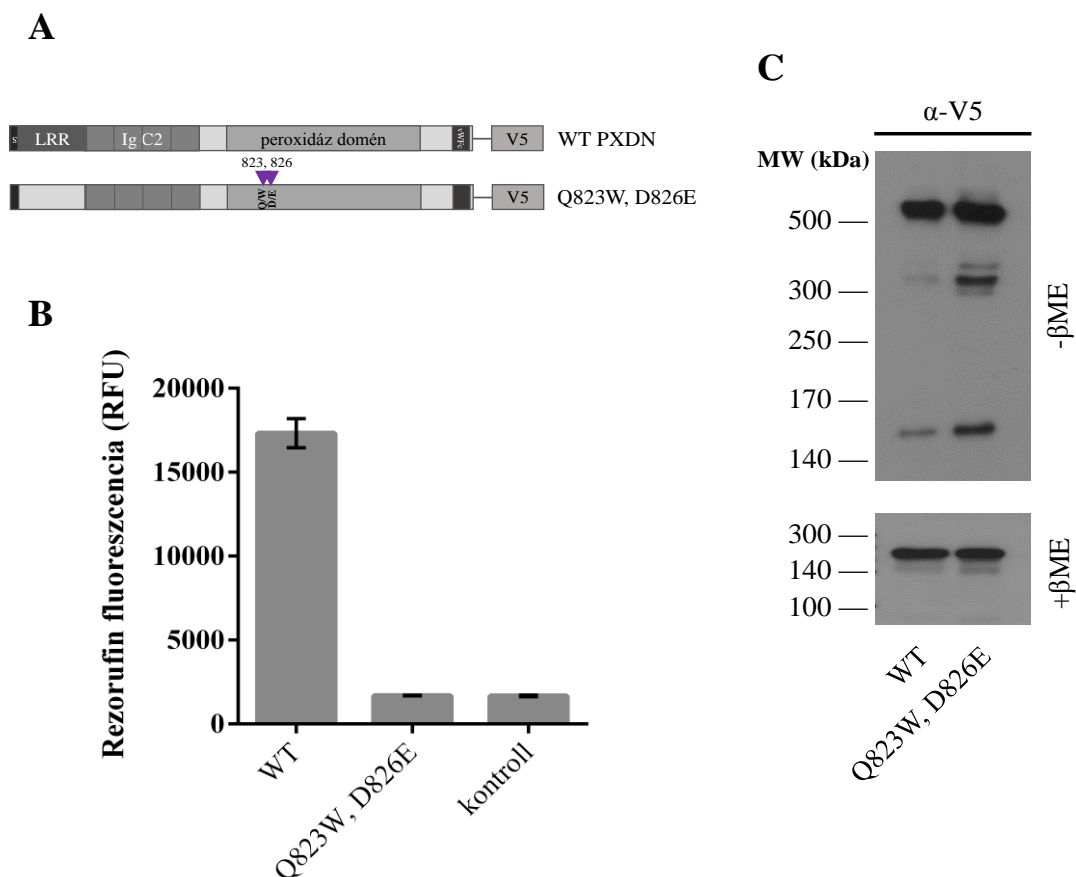 A
S LRR Ig C2 peroxidáz domén vWFC V5 WT PXDN
823, 826
Q/W
D/E
V5 Q823W, D826E
B
Rezorufin fluoreszcencia (RFU)
20000
15000
10000
5000
0
WT
Q823W, D826E
kontroll
C
α-V5
MW (kDa)
500
300
250
170
140
-βME
300
140
100
+βME
WT
Q823W, D826E